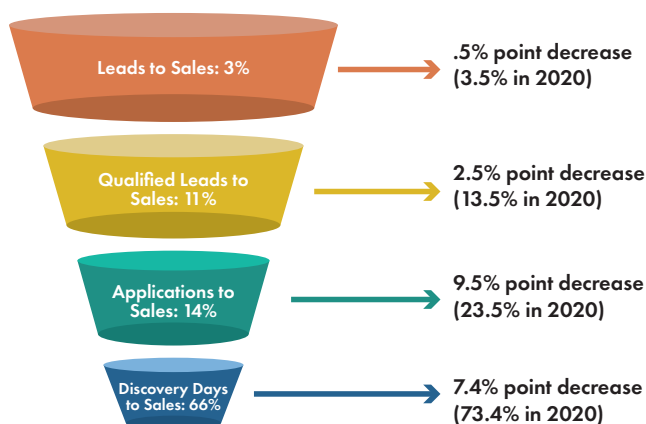 Leads to Sales: 3%
.5% point decrease
(3.5% in 2020)
Qualified Leads to
Sales: 11%
2.5% point decrease
(13.5% in 2020)
Applications to
Sales: 14%
9.5% point decrease
(23.5% in 2020)
Discovery Days
to Sales: 66%
7.4% point decrease
(73.4% in 2020)